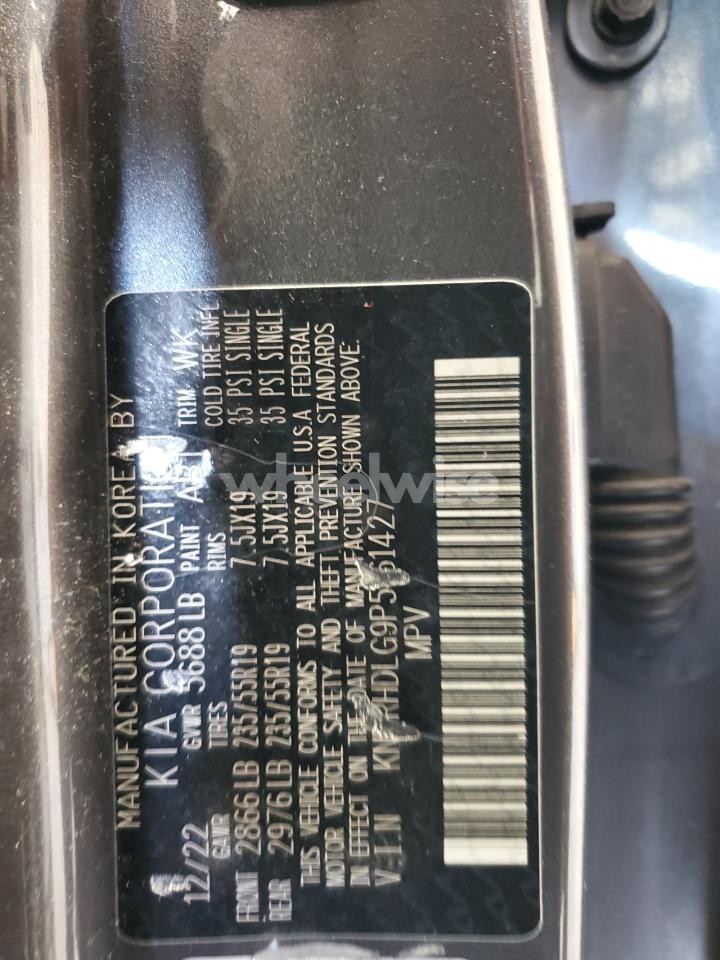 MANUFACTURED IN KOREA BY
KIA CORPORATI
12/22 GVWR 5688 LB PAINT TRIM WK
GAWR TIRES RIMS COLD TIRE INFL
FRONT 2866 LB 235/55R19 7.5JX19 35 PSI SINGLE
REAR 2976 LB 235/55R19 7.5JX19 35 PSI SINGLE
THIS VEHICLE CONFORMS TO ALL APPLICABLE U.S.A FEDERAL
MOTOR VEHICLE SAFETY AND THEFT PREVENTION STANDARDS
IN EFFECT ON THE DATE OF MANUFACTURE SHOWN ABOVE.
V.I.N
MPV
wheelwire